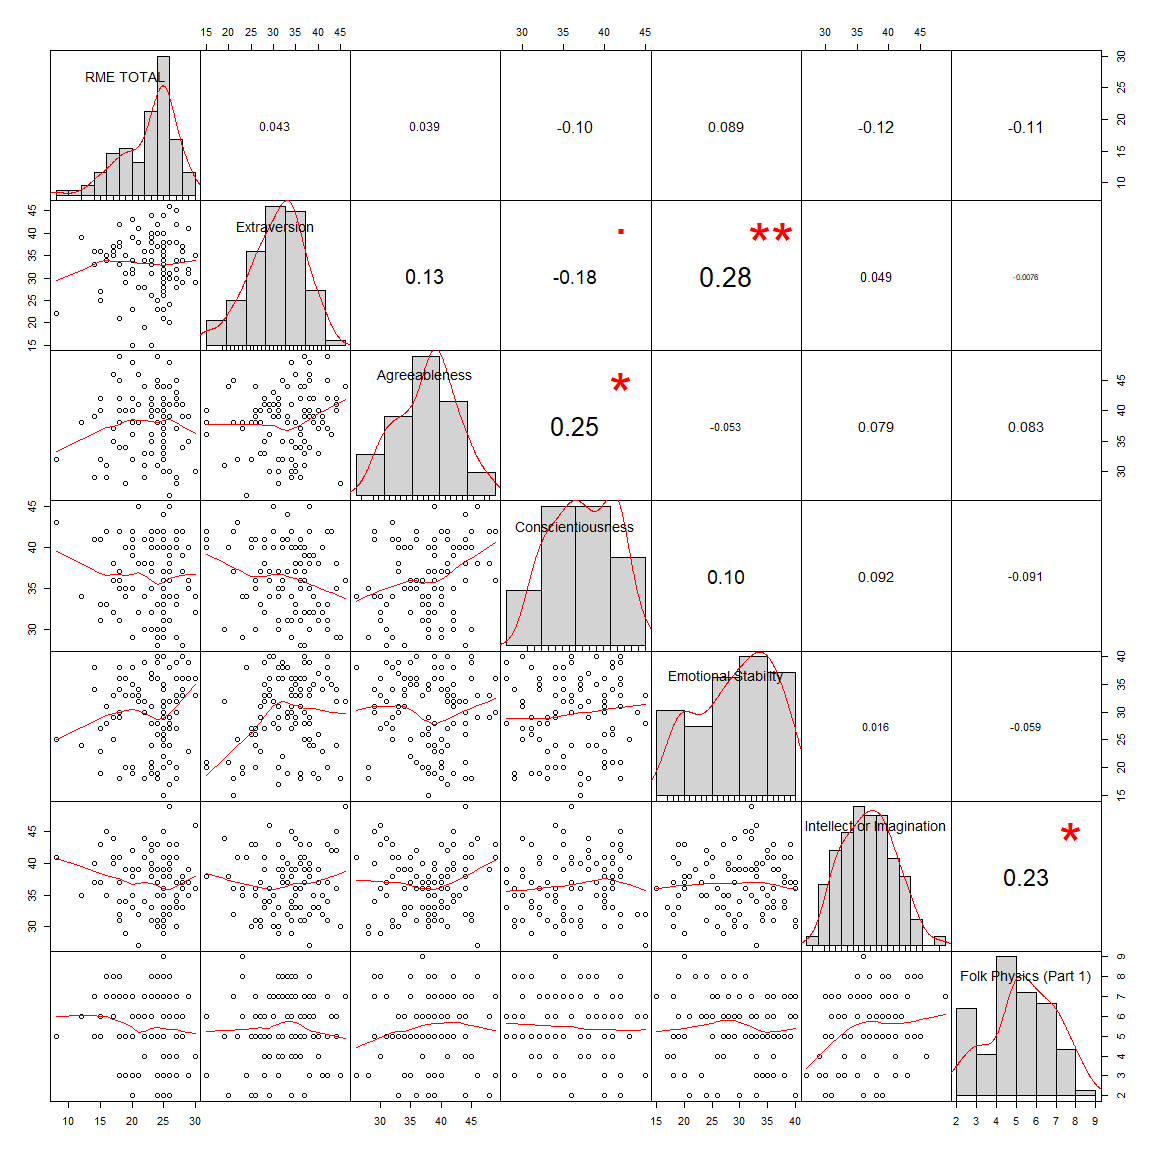 15 20 25 30 35 40 45 30 35 40 45 30 35 40 45
RME TOTAL 0.043 0.039 -0.10 0.089 -0.12 -0.11 10 15 20 25 30
15 20 25 30 35 40 45 Extraversion 0.13 . -0.18 ** 0.28 0.049 -0.0076
Agreeableness * 0.25 -0.053 0.079 0.083 30 35 40 45
30 35 40 45 Conscientiousness 0.10 0.092 -0.091
Emotional Stability 0.016 -0.059 15 20 25 30 35 40
30 35 40 45 Intellect or Imagination * 0.23
Folk Physics (Part 1) 2 3 4 5 6 7 8 9
10 15 20 25 30 30 35 40 45 15 20 25 30 35 40 2 3 4 5 6 7 8 9